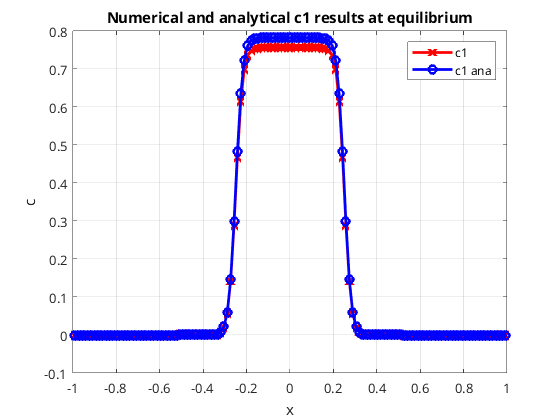 Numerical and analytical c1 results at equilibrium
0.8
0.7
0.6
0.5
0.4
0.3
0.2
0.1
0
-0.1
c
c1
c1 ana
-1 -0.8 -0.6 -0.4 -0.2 0 0.2 0.4 0.6 0.8 1
x